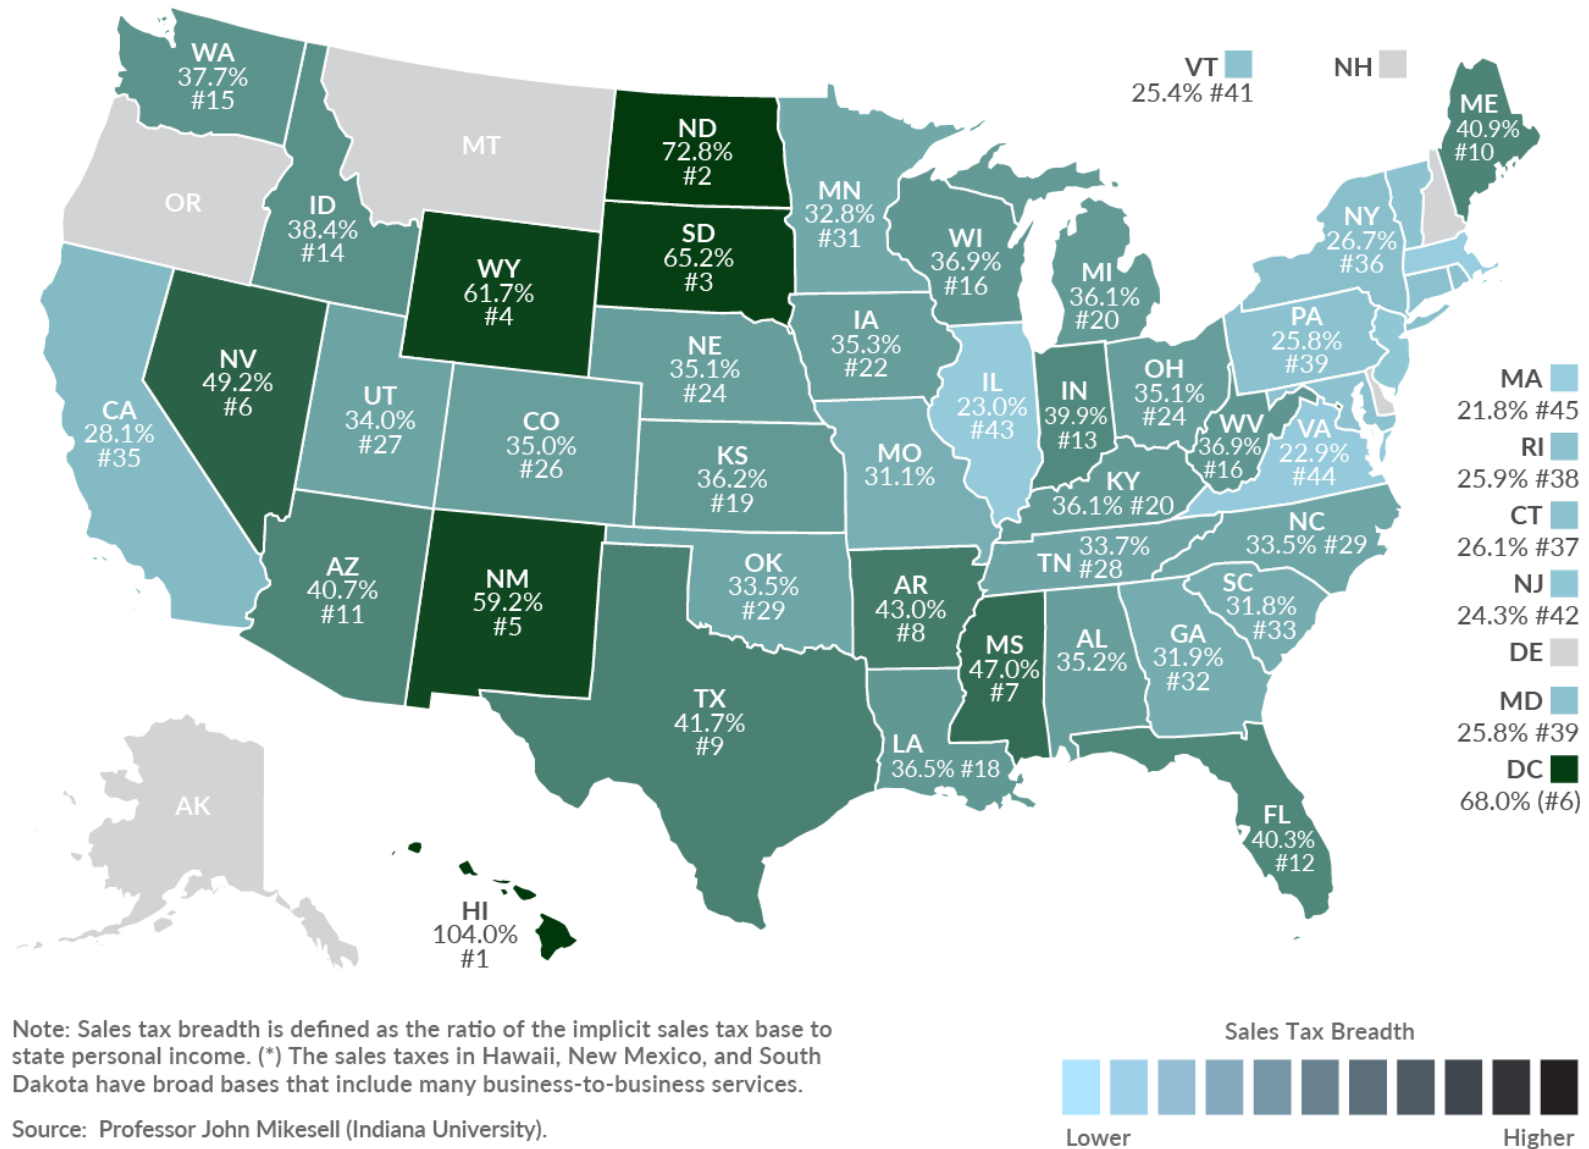 WA
37.7%
#15
OR
ID
38.4%
#14
MT
ND
72.8%
#2
SD
65.2%
#3
WY
61.7%
#4
MN
32.8%
#31
WI
36.9%
#16
MI
36.1%
#20
VT
25.4% #41
NH
ME
40.9%
#10
NY
26.7%
#36
PA
25.8%
#39
CA
28.1%
#35
NV
49.2%
#6
UT
34.0%
#27
CO
35.0%
#26
NE
35.1%
#24
KS
36.2%
#19
IA
35.3%
#22
MO
31.1%
IL
23.0%
#43
IN
39.9%
#13
OH
35.1%
#24
WV
36.9%
#16
VA
22.9%
#44
KY
36.1% #20
TN 33.7%
#28
NC
33.5% #29
SC
31.8%
#33
AZ
40.7%
#11
NM
59.2%
#5
OK
33.5%
#29
AR
43.0%
#8
MS
47.0%
#7
AL
35.2%
GA
31.9%
#32
TX
41.7%
#9
LA
36.5% #18
FL
40.3%
#12
AK
HI
104.0%
#1
MA
21.8% #45
RI
25.9% #38
CT
26.1% #37
NJ
24.3% #42
DE
MD
25.8% #39
DC
68.0% (#6)
Note: Sales tax breadth is defined as the ratio of the implicit sales tax base to
state personal income. (*) The sales taxes in Hawaii, New Mexico, and South
Dakota have broad bases that include many business-to-business services.
Source: Professor John Mikesell (Indiana University).
Sales Tax Breadth
Lower
Higher